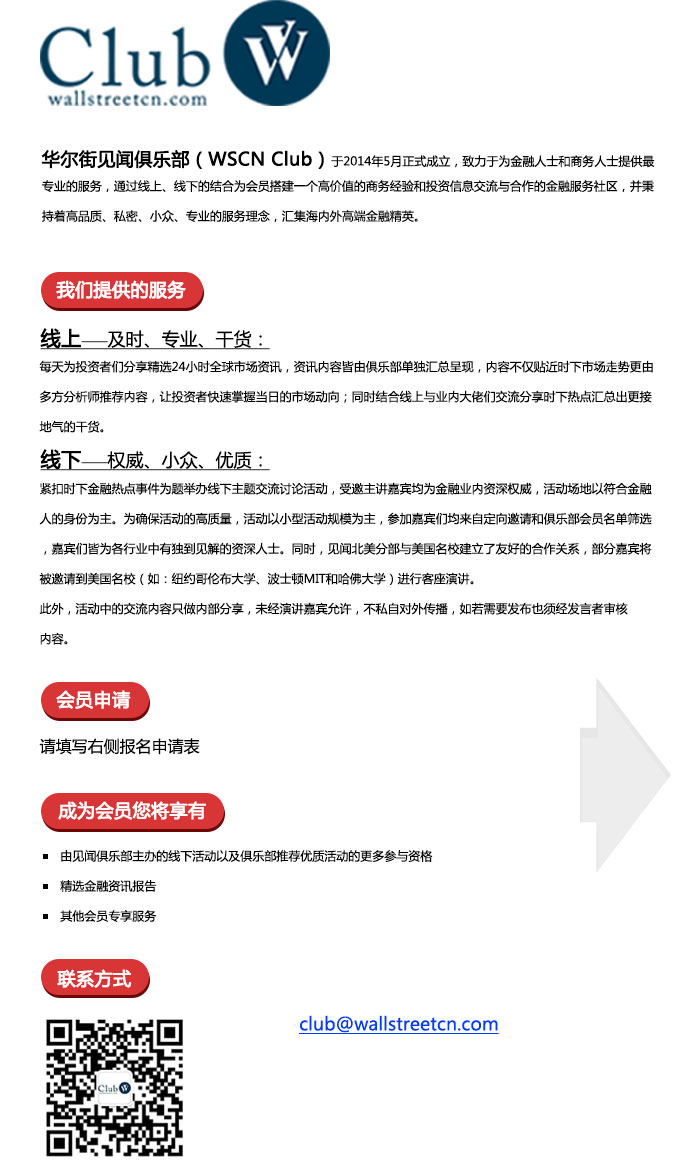 Club W
wallstreetcn.com
华尔街见闻俱乐部（WSCN Club）于2014年5月正式成立，致力于为金融人士和商务人士提供最
专业的服务，通过线上、线下的结合为会员搭建一个高价值的商务经验和投资信息交流与合作的金融服务社区，并秉
持着高品质、私密、小众、专业的服务理念，汇集海内外高端金融精英。
我们提供的服务
线上——及时、专业、干货：
每天为投资者们分享精选24小时全球市场资讯，资讯内容皆由俱乐部单独汇总呈现，内容不仅贴近时下市场走势更由
多方分析师推荐内容，让投资者快速掌握当日的市场动向；同时结合线上与业内大佬们交流分享时下热点汇总出更接
地气的干货。
线下——权威、小众、优质：
紧扣时下金融热点事件为题举办线下主题交流讨论活动，受邀主讲嘉宾均为金融业内资深权威，活动场地以符合金融
人的身份为主。为确保活动的高质量，活动以小型活动规模为主，参加嘉宾们均来自定向邀请和俱乐部会员名单筛选
，嘉宾们皆为各行业中有独到见解的资深人士。同时，见闻北美分部与美国名校建立了友好的合作关系，部分嘉宾将
被邀请到美国名校（如：纽约哥伦布大学、波士顿MIT和哈佛大学）进行客座演讲。
此外，活动中的交流内容只做内部分享，未经演讲嘉宾允许，不私自对外传播，如若需要发布也须经发言者审核
内容。
会员申请
请填写右侧报名申请表
成为会员您将享有
▪ 由见闻俱乐部主办的线下活动以及俱乐部推荐优质活动的更多参与资格
▪ 精选金融资讯报告
▪ 其他会员专享服务
联系方式
club@wallstreetcn.com
Club W